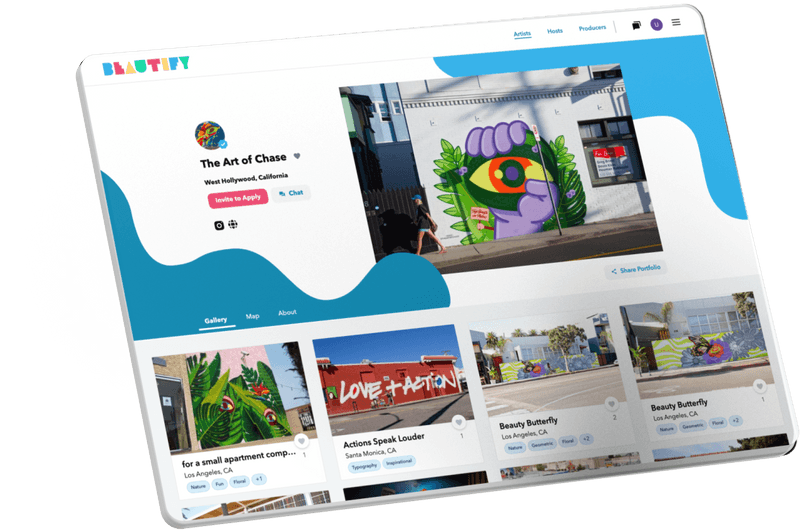 BEAUTIFY
Artists Hosts Producers
U
The Art of Chase
West Hollywood, California
Invite to Apply
Chat
Share Portfolio
Gallery Map About
for a small apartment comp...
Los Angeles, CA
Nature Fun Floral +1
1
LOVE + ACTION
Actions Speak Louder
Santa Monica, CA
Typography Inspirational
1
Beauty Butterfly
Los Angeles, CA
Nature Geometric Floral +2
2
Beauty Butterfly
Los Angeles, CA
Nature Geometric Floral +2
1